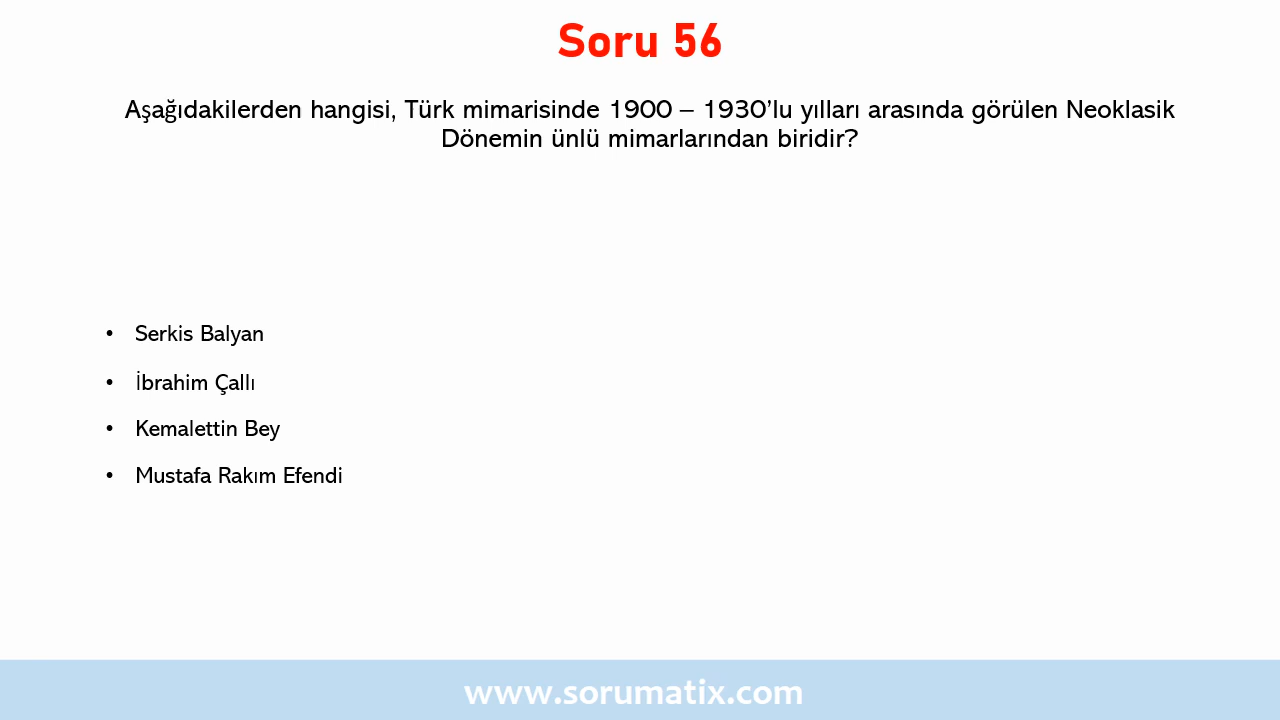 Soru 56
Aşağıdakilerden hangisi, Türk mimarisinde 1900 – 1930’lu yılları arasında görülen Neoklasik
Dönemin ünlü mimarlarından biridir?
• Serkis Balyan
• İbrahim Çallı
• Kemalettin Bey
• Mustafa Rakım Efendi
www.sorumatix.com